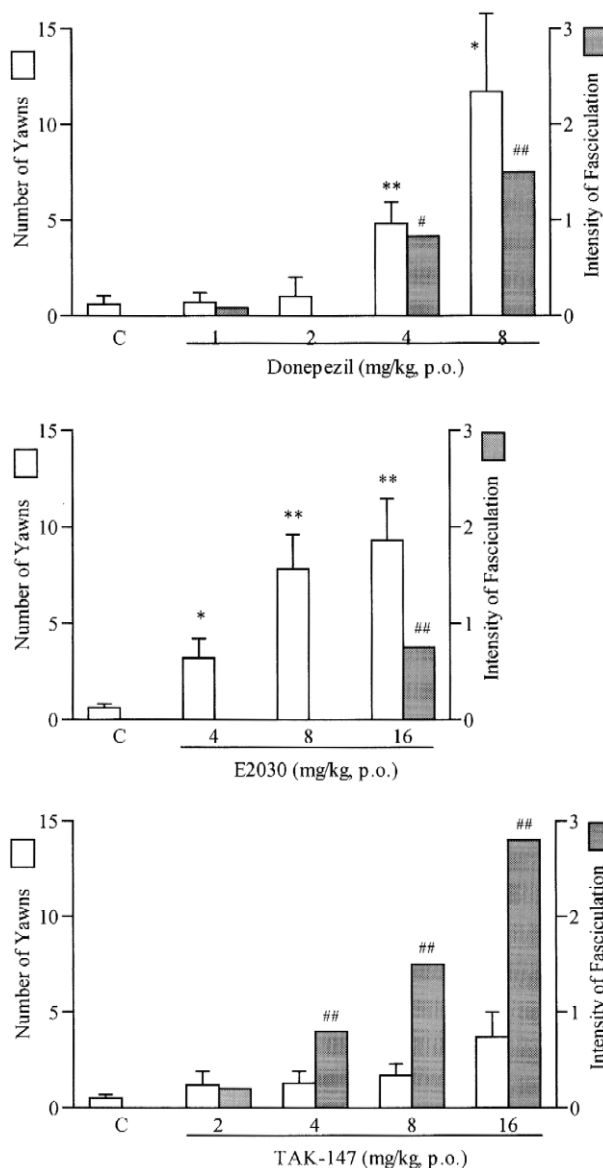 Number of Yawns
15
10
5
0
*
**
#
##
3
2
1
0
Intensity of Fasciculation
C 1 2 4 8
Donepezil (mg/kg, p.o.)
Number of Yawns
15
10
5
0
*
**
**
##
3
2
1
0
Intensity of Fasciculation
C 4 8 16
E2030 (mg/kg, p.o.)
Number of Yawns
15
10
5
0
##
##
##
3
2
1
0
Intensity of Fasciculation
C 2 4 8 16
TAK-147 (mg/kg, p.o.)